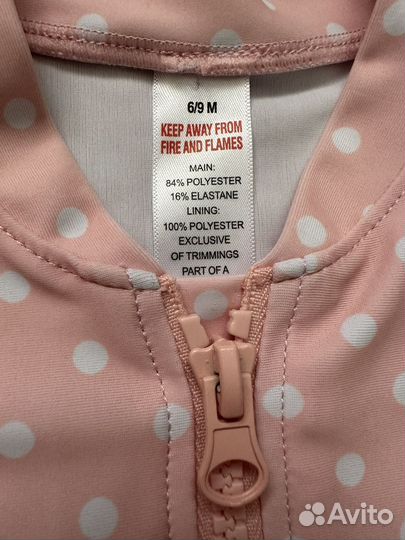 6/9 M
KEEP AWAY FROM
FIRE AND FLAMES
MAIN:
84% POLYESTER
16% ELASTANE
LINING:
100% POLYESTER
EXCLUSIVE
OF TRIMMINGS
PART OF A
Avito